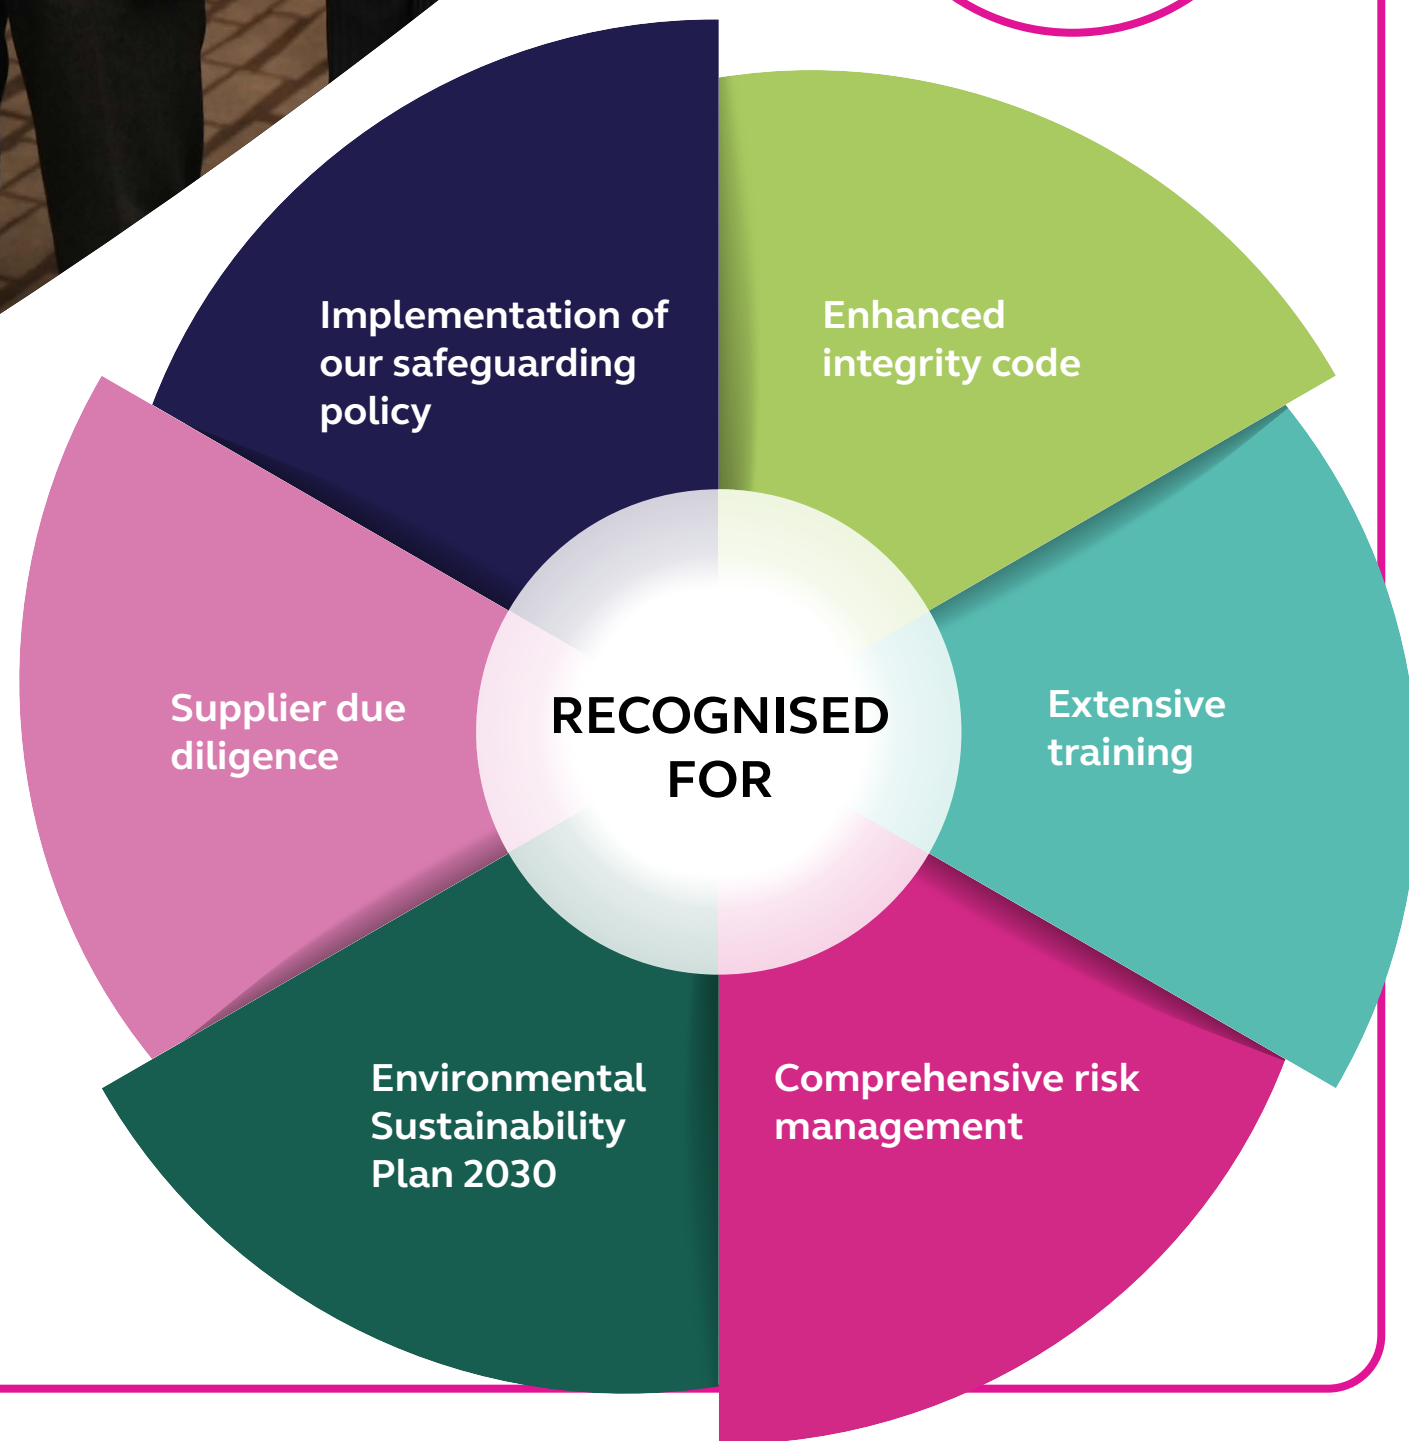 Implementation of
our safeguarding
policy
Enhanced
integrity code
Supplier due
diligence
RECOGNISED
FOR
Extensive
training
Environmental
Sustainability
Plan 2030
Comprehensive risk
management